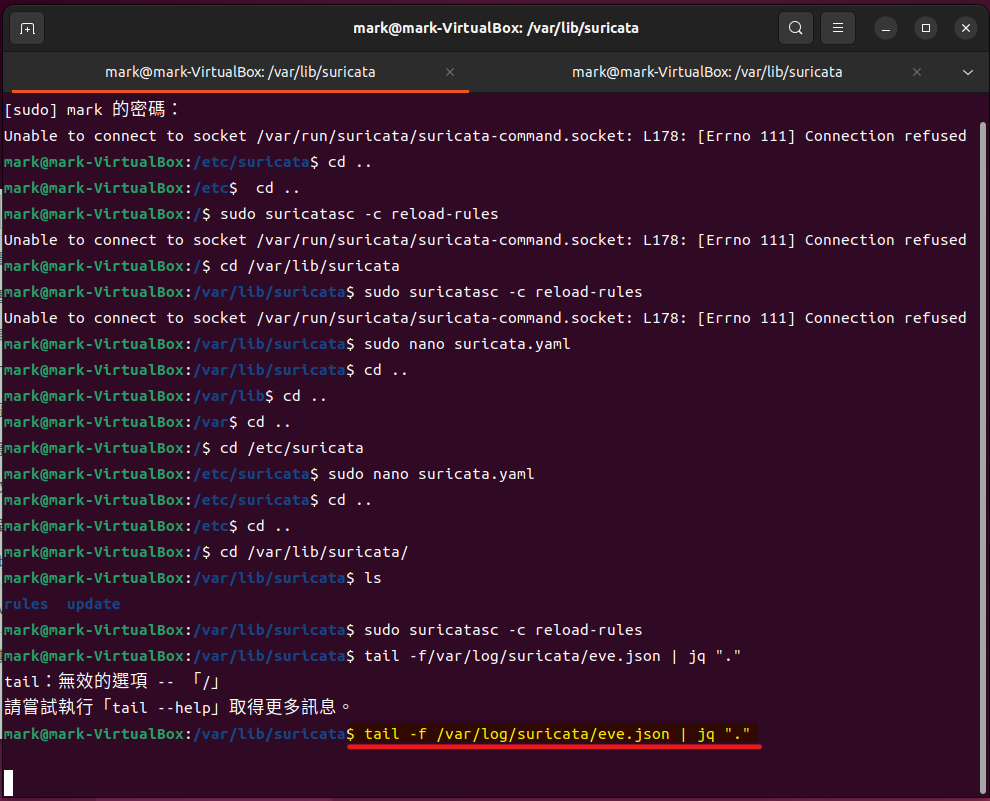 mark@mark-VirtualBox: /var/lib/suricata
mark@mark-VirtualBox: /var/lib/suricata
mark@mark-VirtualBox: /var/lib/suricata
[sudo] mark 的密碼：
Unable to connect to socket /var/run/suricata/suricata-command.socket: L178: [Errno 111] Connection refused
mark@mark-VirtualBox:/etc/suricata$ cd ..
mark@mark-VirtualBox:/etc$  cd ..
mark@mark-VirtualBox:/$ sudo suricatasc -c reload-rules
Unable to connect to socket /var/run/suricata/suricata-command.socket: L178: [Errno 111] Connection refused
mark@mark-VirtualBox:/$ cd /var/lib/suricata
mark@mark-VirtualBox:/var/lib/suricata$ sudo suricatasc -c reload-rules
Unable to connect to socket /var/run/suricata/suricata-command.socket: L178: [Errno 111] Connection refused
mark@mark-VirtualBox:/var/lib/suricata$ sudo nano suricata.yaml
mark@mark-VirtualBox:/var/lib/suricata$ cd ..
mark@mark-VirtualBox:/var/lib$ cd ..
mark@mark-VirtualBox:/var$ cd ..
mark@mark-VirtualBox:/$ cd /etc/suricata
mark@mark-VirtualBox:/etc/suricata$ sudo nano suricata.yaml
mark@mark-VirtualBox:/etc/suricata$ cd ..
mark@mark-VirtualBox:/etc$ cd ..
mark@mark-VirtualBox:/$ cd /var/lib/suricata/
mark@mark-VirtualBox:/var/lib/suricata$ ls
rules  update
mark@mark-VirtualBox:/var/lib/suricata$ sudo suricatasc -c reload-rules
mark@mark-VirtualBox:/var/lib/suricata$ tail -f/var/log/suricata/eve.json | jq "."
tail：無效的選項 -- 「/」
請嘗試執行「tail --help」取得更多訊息。
mark@mark-VirtualBox:/var/lib/suricata$ tail -f /var/log/suricata/eve.json | jq "."